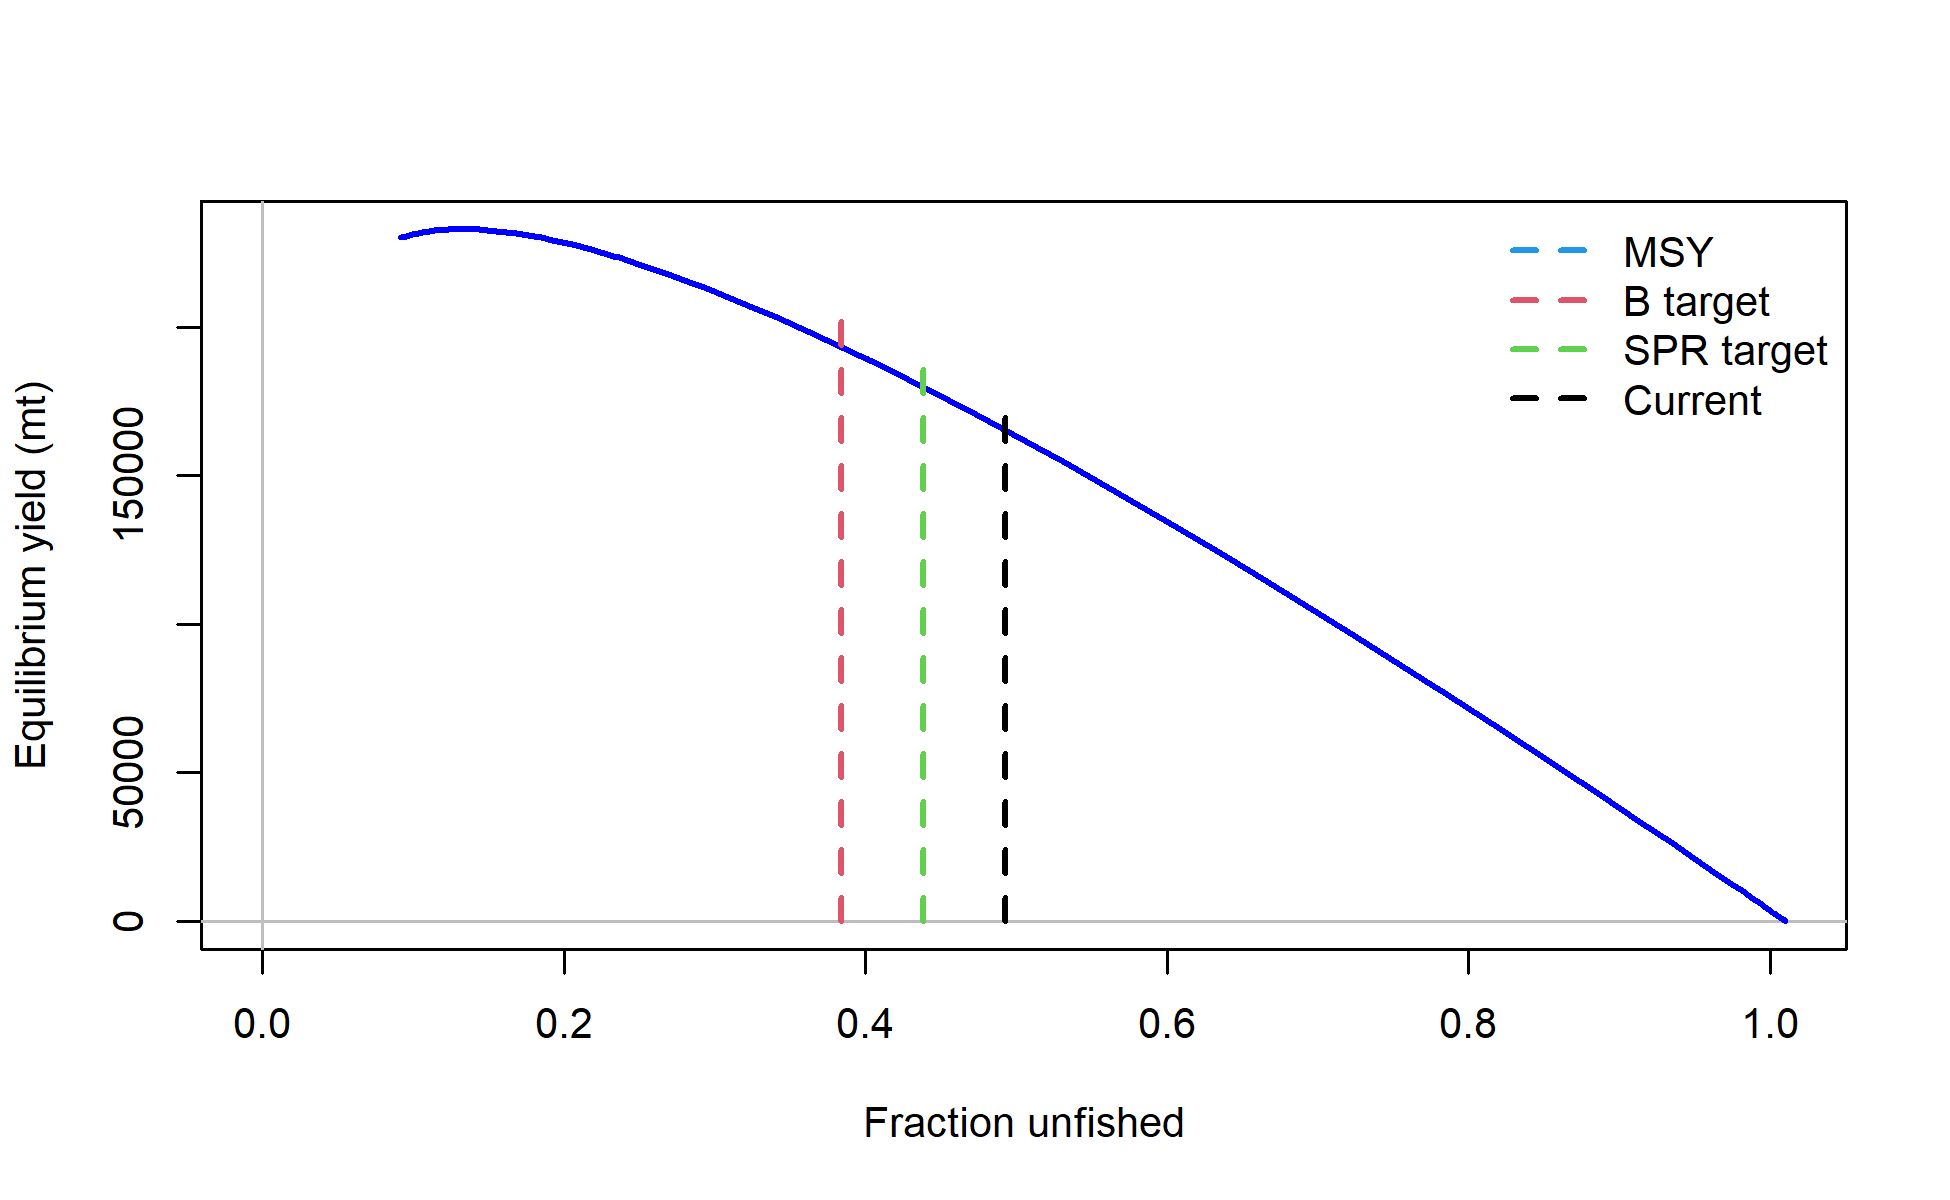 MSY
B target
SPR target
Current
Equilibrium yield (mt)
150000
50000
0
0.0 0.2 0.4 0.6 0.8 1.0
Fraction unfished